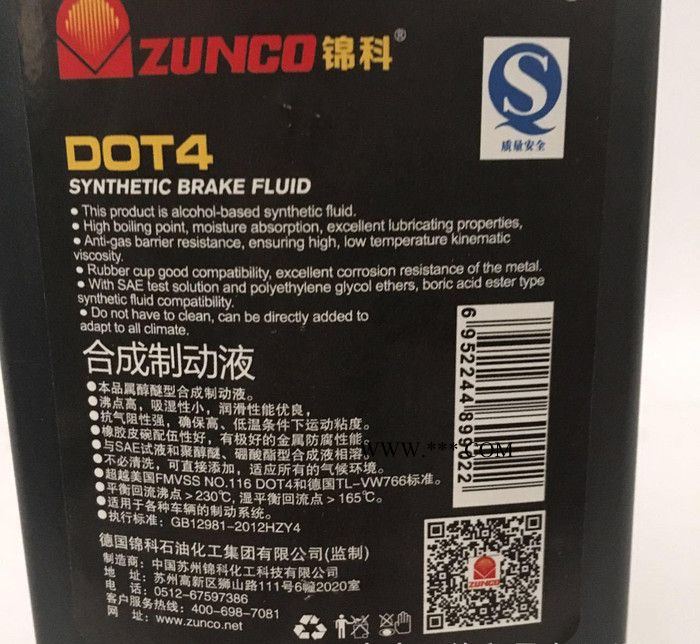 ZUNCO锦科®
质量安全
DOT4
SYNTHETIC BRAKE FLUID
• This product is alcohol-based synthetic fluid.
• High boiling point, moisture absorption, excellent lubricating properties,
• Anti-gas barrier resistance, ensuring high, low temperature kinematic
viscosity.
• Rubber cup good compatibility, excellent corrosion resistance of the metal.
• With SAE test solution and polyethylene glycol ethers, boric acid ester type
synthetic fluid compatibility.
• Do not have to clean, can be directly added to
adapt to all climate.
合成制动液
●本品属醇醚型合成制动液。
●沸点高，吸湿性小，润滑性能优良，
●抗气阻性强，确保高、低温条件下运动粘度。
●橡胶皮碗配伍性好，有极好的金属防腐性能。
●与SAE试液和聚醇醚、硼酸酯型合成液相溶。
●不必清洗，可直接添加，适应所有的气候环境。
●超越美国FMVSS NO.116 DOT4和德国TL-VW766标准。
●平衡回流沸点＞230℃, 湿平衡回流点＞165℃。
●适用于各种车辆的制动系统。
●执行标准: GB12981-2012HZY4
WWW.***.COM
6 952244 899222
德国锦科石油化工集团有限公司(监制)
制造商: 中国苏州锦科化工科技有限公司
地 址: 苏州高新区狮山路111号6幢2020室
电 话: 0512-67597386
客户服务热线: 400-698-7081
网 址: www.zunco.net
ZUNCO